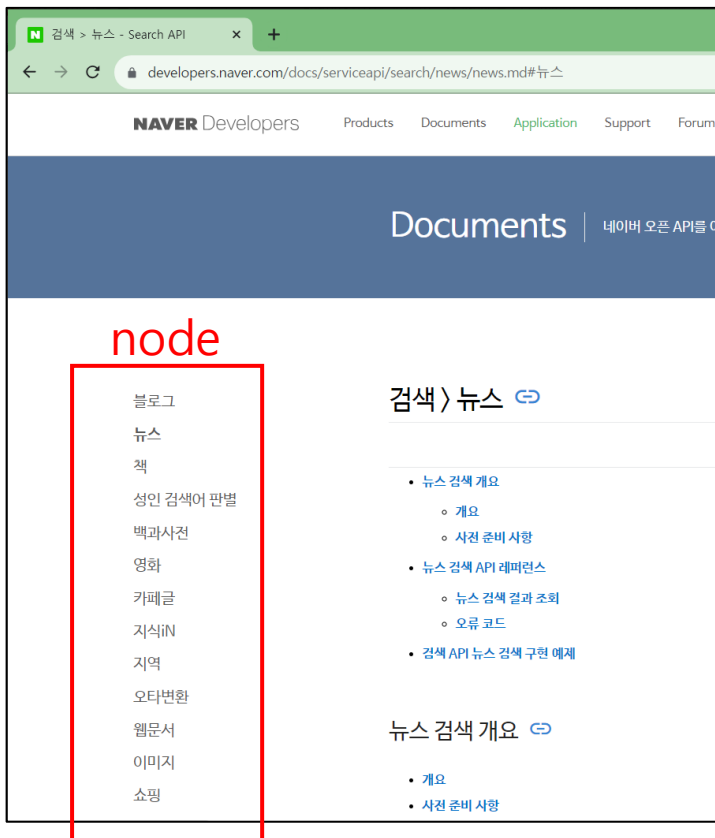 검색 > 뉴스 - Search API
developers.naver.com/docs/serviceapi/search/news/news.md#뉴스
NAVER Developers Products Documents Application Support Forum
Documents 네이버 오픈 API를
node
블로그
뉴스
책
성인 검색어 판별
백과사전
영화
카페글
지식iN
지역
오타변환
웹문서
이미지
쇼핑
검색 〉 뉴스
뉴스 검색 개요
개요
사전 준비 사항
뉴스 검색 API 레퍼런스
뉴스 검색 결과 조회
오류 코드
검색 API 뉴스 검색 구현 예제
뉴스 검색 개요
개요
사전 준비 사항